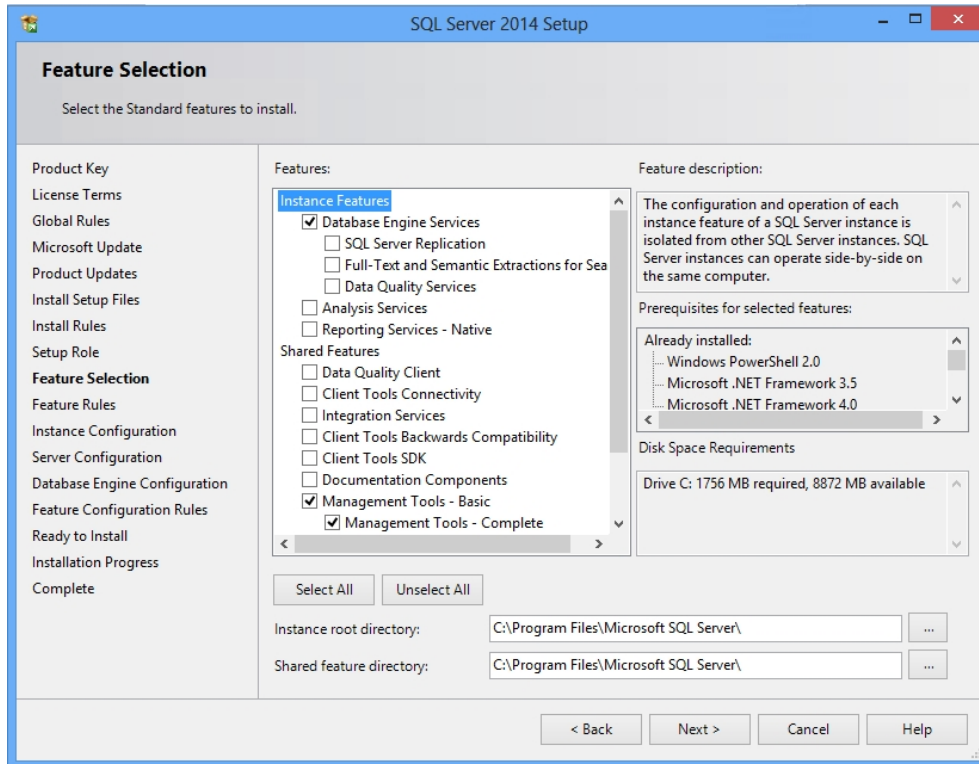 SQL Server 2014 Setup
Feature Selection
Select the Standard features to install.
Product Key
License Terms
Global Rules
Microsoft Update
Product Updates
Install Setup Files
Install Rules
Setup Role
Feature Selection
Feature Rules
Instance Configuration
Server Configuration
Database Engine Configuration
Feature Configuration Rules
Ready to Install
Installation Progress
Complete
Features:
Instance Features
Database Engine Services
SQL Server Replication
Full-Text and Semantic Extractions for Sea
Data Quality Services
Analysis Services
Reporting Services - Native
Shared Features
Data Quality Client
Client Tools Connectivity
Integration Services
Client Tools Backwards Compatibility
Client Tools SDK
Documentation Components
Management Tools - Basic
Management Tools - Complete
Feature description:
The configuration and operation of each
instance feature of a SQL Server instance is
isolated from other SQL Server instances. SQL
Server instances can operate side-by-side on
the same computer.
Prerequisites for selected features:
Already installed:
Windows PowerShell 2.0
Microsoft .NET Framework 3.5
Microsoft .NET Framework 4.0
Disk Space Requirements
Drive C: 1756 MB required, 8872 MB available
Select All
Unselect All
Instance root directory:
C:\Program Files\Microsoft SQL Server\
...
Shared feature directory:
C:\Program Files\Microsoft SQL Server\
...
< Back
Next >
Cancel
Help